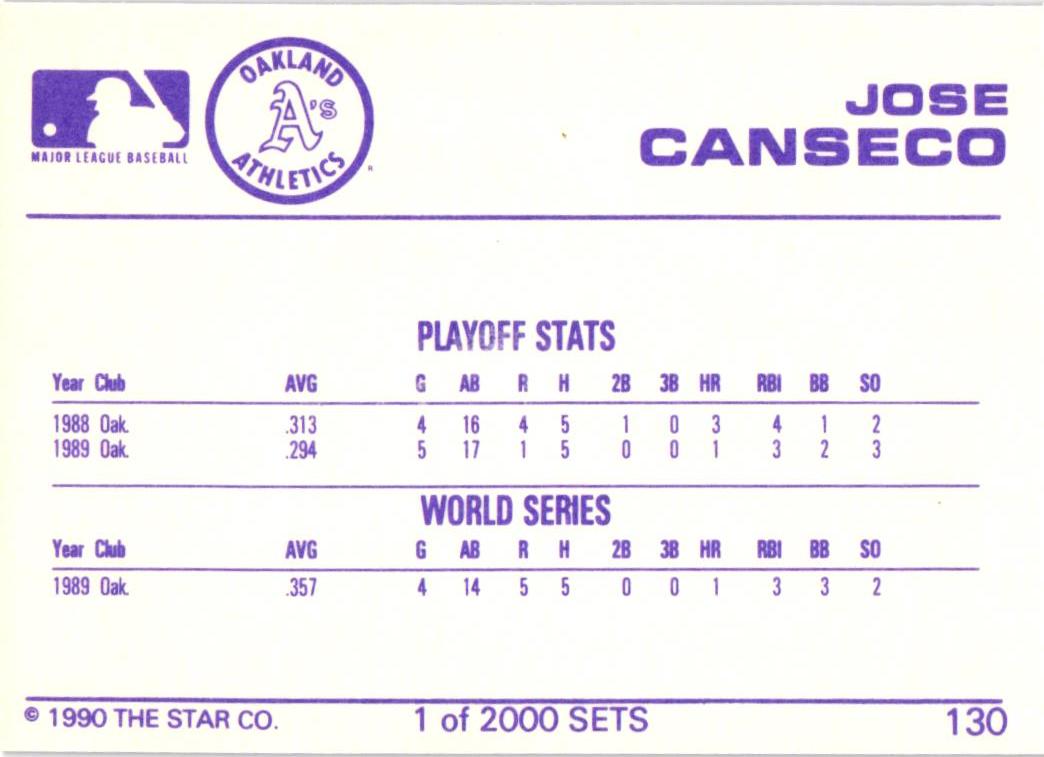 OAKLAND
A's
ATHLETICS
MAJOR LEAGUE BASEBALL
JOSE
CANSECO
PLAYOFF STATS
Year Club AVG G AB R H 2B 3B HR RBI BB SO
1988 Oak. .313 4 16 4 5 1 0 3 4 1 2
1989 Oak. .294 5 17 1 5 0 0 1 3 2 3
WORLD SERIES
Year Club AVG G AB R H 2B 3B HR RBI BB SO
1989 Oak. .357 4 14 5 5 0 0 1 3 3 2
© 1990 THE STAR CO. 1 of 2000 SETS 130